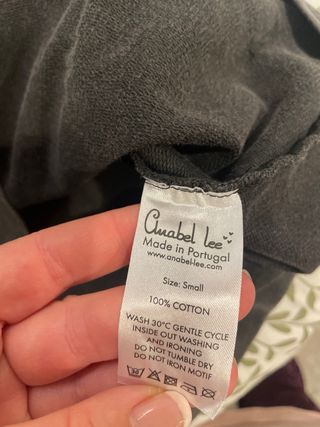 Anabel Lee
Made in Portugal
www.anabel-lee.com
Size: Small
100% COTTON
WASH 30°C GENTLE CYCLE
INSIDE OUT WASHING
AND IRONING
DO NOT TUMBLE DRY
DO NOT IRON MOTIF